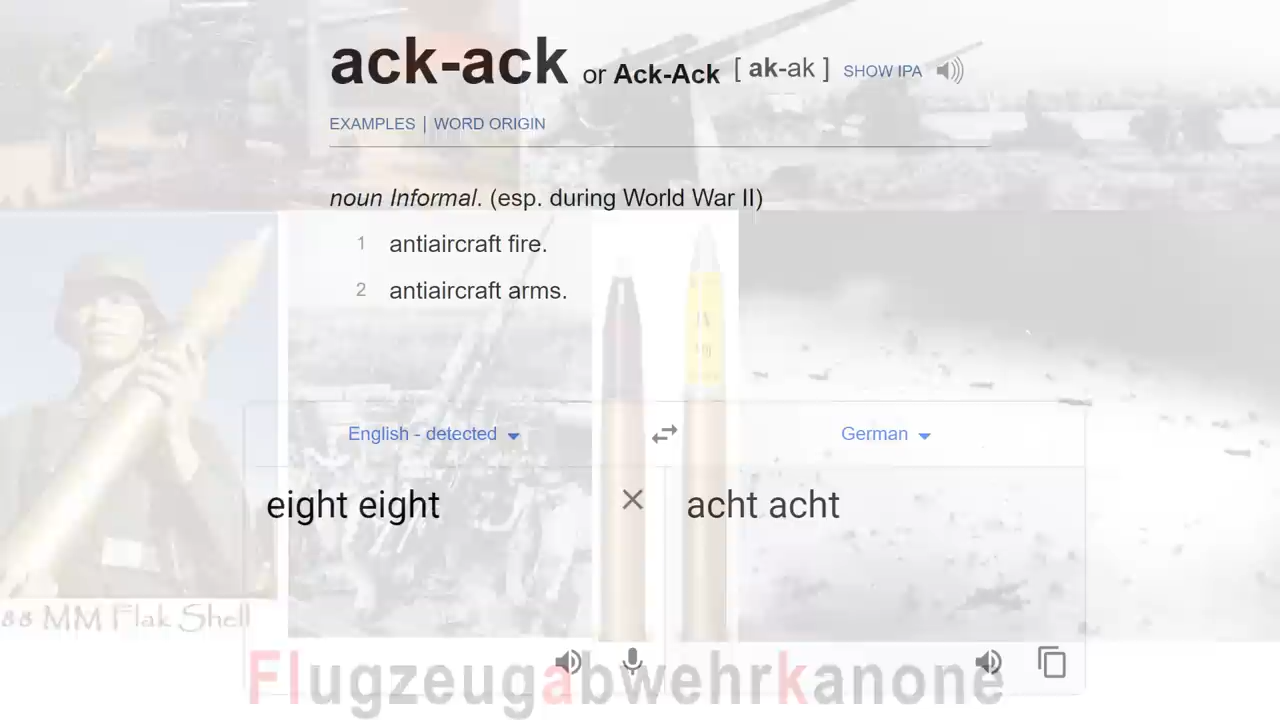 ack-ack or Ack-Ack [ ak-ak ] SHOW IPA
EXAMPLES | WORD ORIGIN
noun Informal. (esp. during World War II)
1 antiaircraft fire.
2 antiaircraft arms.
English - detected German
eight eight acht acht
88 MM Flak Shell
Flugzeugabwehrkanone